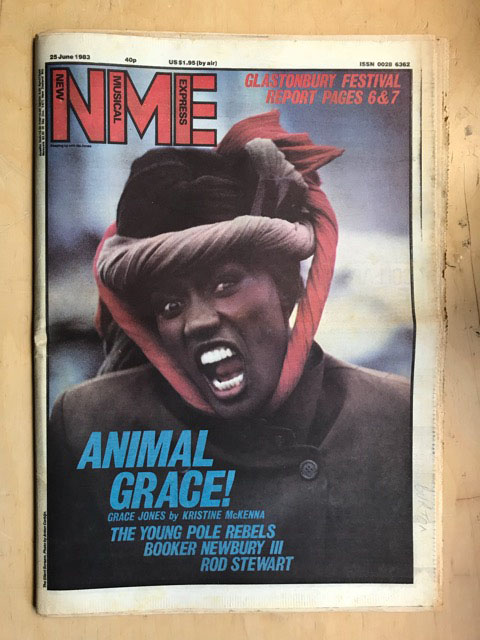 25 June 1983
40p
US$1.95 (by air)
ISSN 0028 6362
NEW
MUSICAL
EXPRESS
NME
GLASTONBURY FESTIVAL
REPORT PAGES 6&7
ANIMAL
GRACE!
GRACE JONES by KRISTINE McKENNA
THE YOUNG POLE REBELS
BOOKER NEWBURY III
ROD STEWART